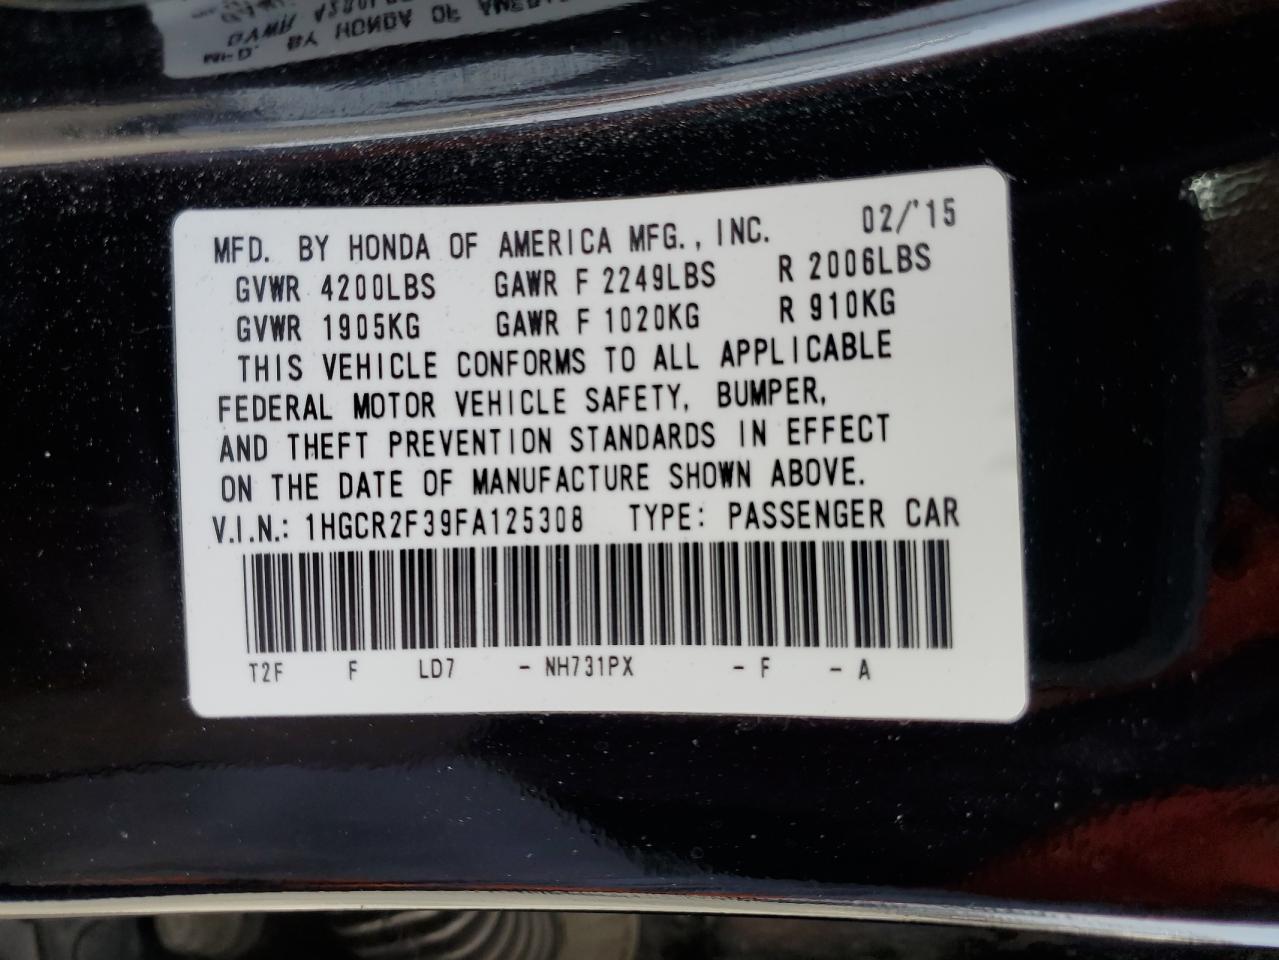 MFD. BY HONDA OF AMERICA MFG., INC. 02/'15
GVWR 4200LBS GAWR F 2249LBS R 2006LBS
GVWR 1905KG GAWR F 1020KG R 910KG
THIS VEHICLE CONFORMS TO ALL APPLICABLE
FEDERAL MOTOR VEHICLE SAFETY, BUMPER,
AND THEFT PREVENTION STANDARDS IN EFFECT
ON THE DATE OF MANUFACTURE SHOWN ABOVE.
V.I.N.: 1HGCR2F39FA125308 TYPE: PASSENGER CAR
T2F F LD7 - NH731PX - F - A